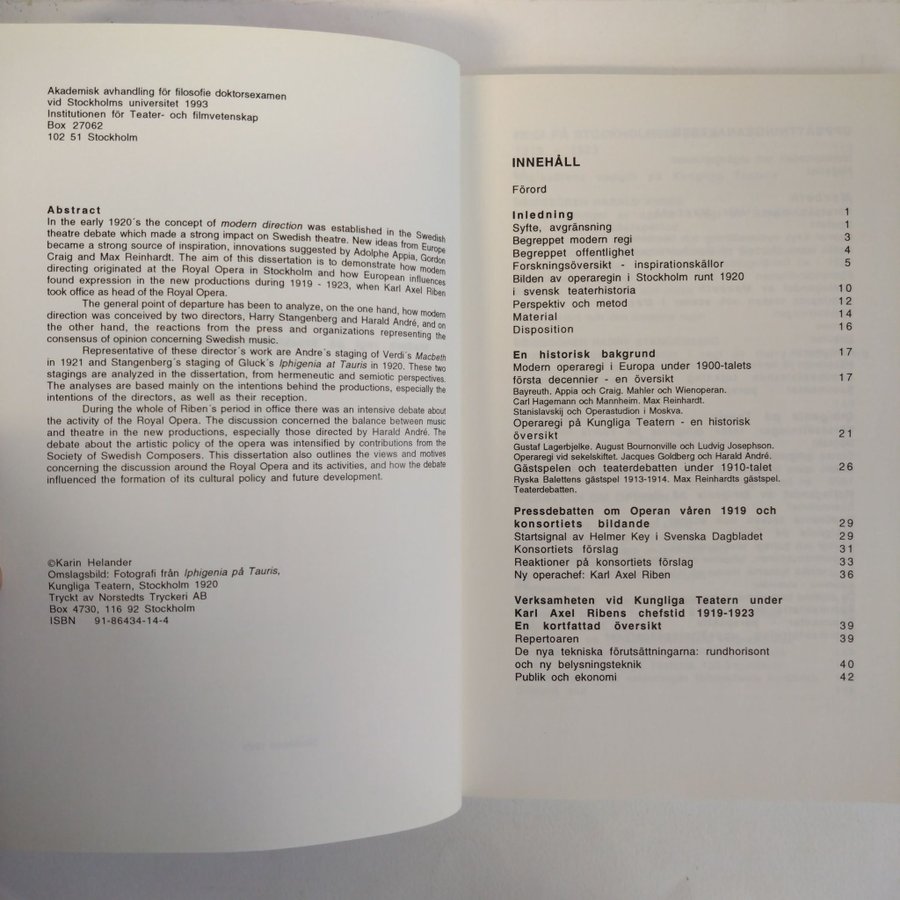 Akademisk avhandling för filosofie doktorsexamen
vid Stockholms universitet 1993
Institutionen för Teater- och filmvetenskap
Box 27062
102 51 Stockholm
Abstract
In the early 1920´s the concept of modern direction was established in the Swedish
theatre debate which made a strong impact on Swedish theatre. New ideas from Europe
became a strong source of inspiration, innovations suggested by Adolphe Appia, Gordon
Craig and Max Reinhardt. The aim of this dissertation is to demonstrate how modern
directing originated at the Royal Opera in Stockholm and how European influences
found expression in the new productions during 1919 - 1923, when Karl Axel Riben
took office as head of the Royal Opera.
The general point of departure has been to analyze, on the one hand, how modern
direction was conceived by two directors, Harry Stangenberg and Harald André, and on
the other hand, the reactions from the press and organizations representing the
consensus of opinion concerning Swedish music.
Representative of these director´s work are Andre´s staging of Verdi´s Macbeth
in 1921 and Stangenberg´s staging of Gluck´s Iphigenia at Tauris in 1920. These two
stagings are analyzed in the dissertation, from hermeneutic and semiotic perspectives.
The analyses are based mainly on the intentions behind the productions, especially the
intentions of the directors, as well as their reception.
During the whole of Riben´s period in office there was an intensive debate about
the activity of the Royal Opera. The discussion concerned the balance between music
and theatre in the new productions, especially those directed by Harald André. The
debate about the artistic policy of the opera was intensified by contributions from the
Society of Swedish Composers. This dissertation also outlines the views and motives
concerning the discussion around the Royal Opera and its activities, and how the debate
influenced the formation of its cultural policy and future development.
©Karin Helander
Omslagsbild: Fotografi från Iphigenia på Tauris,
Kungliga Teatern, Stockholm 1920
Tryckt av Norstedts Tryckeri AB
Box 4730, 116 92 Stockholm
ISBN 91-86434-14-4
INNEHÅLL
Förord
Inledning 1
Syfte, avgränsning 1
Begreppet modern regi 3
Begreppet offentlighet 4
Forskningsöversikt - inspirationskällor 5
Bilden av operaregin i Stockholm runt 1920
i svensk teaterhistoria 10
Perspektiv och metod 12
Material 14
Disposition 16
En historisk bakgrund 17
Modern operaregi i Europa under 1900-talets
första decennier - en översikt 17
Bayreuth. Appia och Craig. Mahler och Wienoperan.
Carl Hagemann och Mannheim. Max Reinhardt.
Stanislavskij och Operastudion i Moskva.
Operaregi på Kungliga Teatern - en historisk
översikt 21
Gustaf Lagerbjelke. August Bournonville och Ludvig Josephson.
Operaregi vid sekelskiftet. Jacques Goldberg och Harald André.
Gästspelen och teaterdebatten under 1910-talet 26
Ryska Balettens gästspel 1913-1914. Max Reinhardts gästspel.
Teaterdebatten.
Pressdebatten om Operan våren 1919 och
konsortiets bildande 29
Startsignal av Helmer Key i Svenska Dagbladet 29
Konsortiets förslag 31
Reaktioner på konsortiets förslag 33
Ny operachef: Karl Axel Riben 36
Verksamheten vid Kungliga Teatern under
Karl Axel Ribens chefstid 1919-1923
En kortfattad översikt 39
Repertoaren 39
De nya tekniska förutsättningarna: rundhorisont
och ny belysningsteknik 40
Publik och ekonomi 42